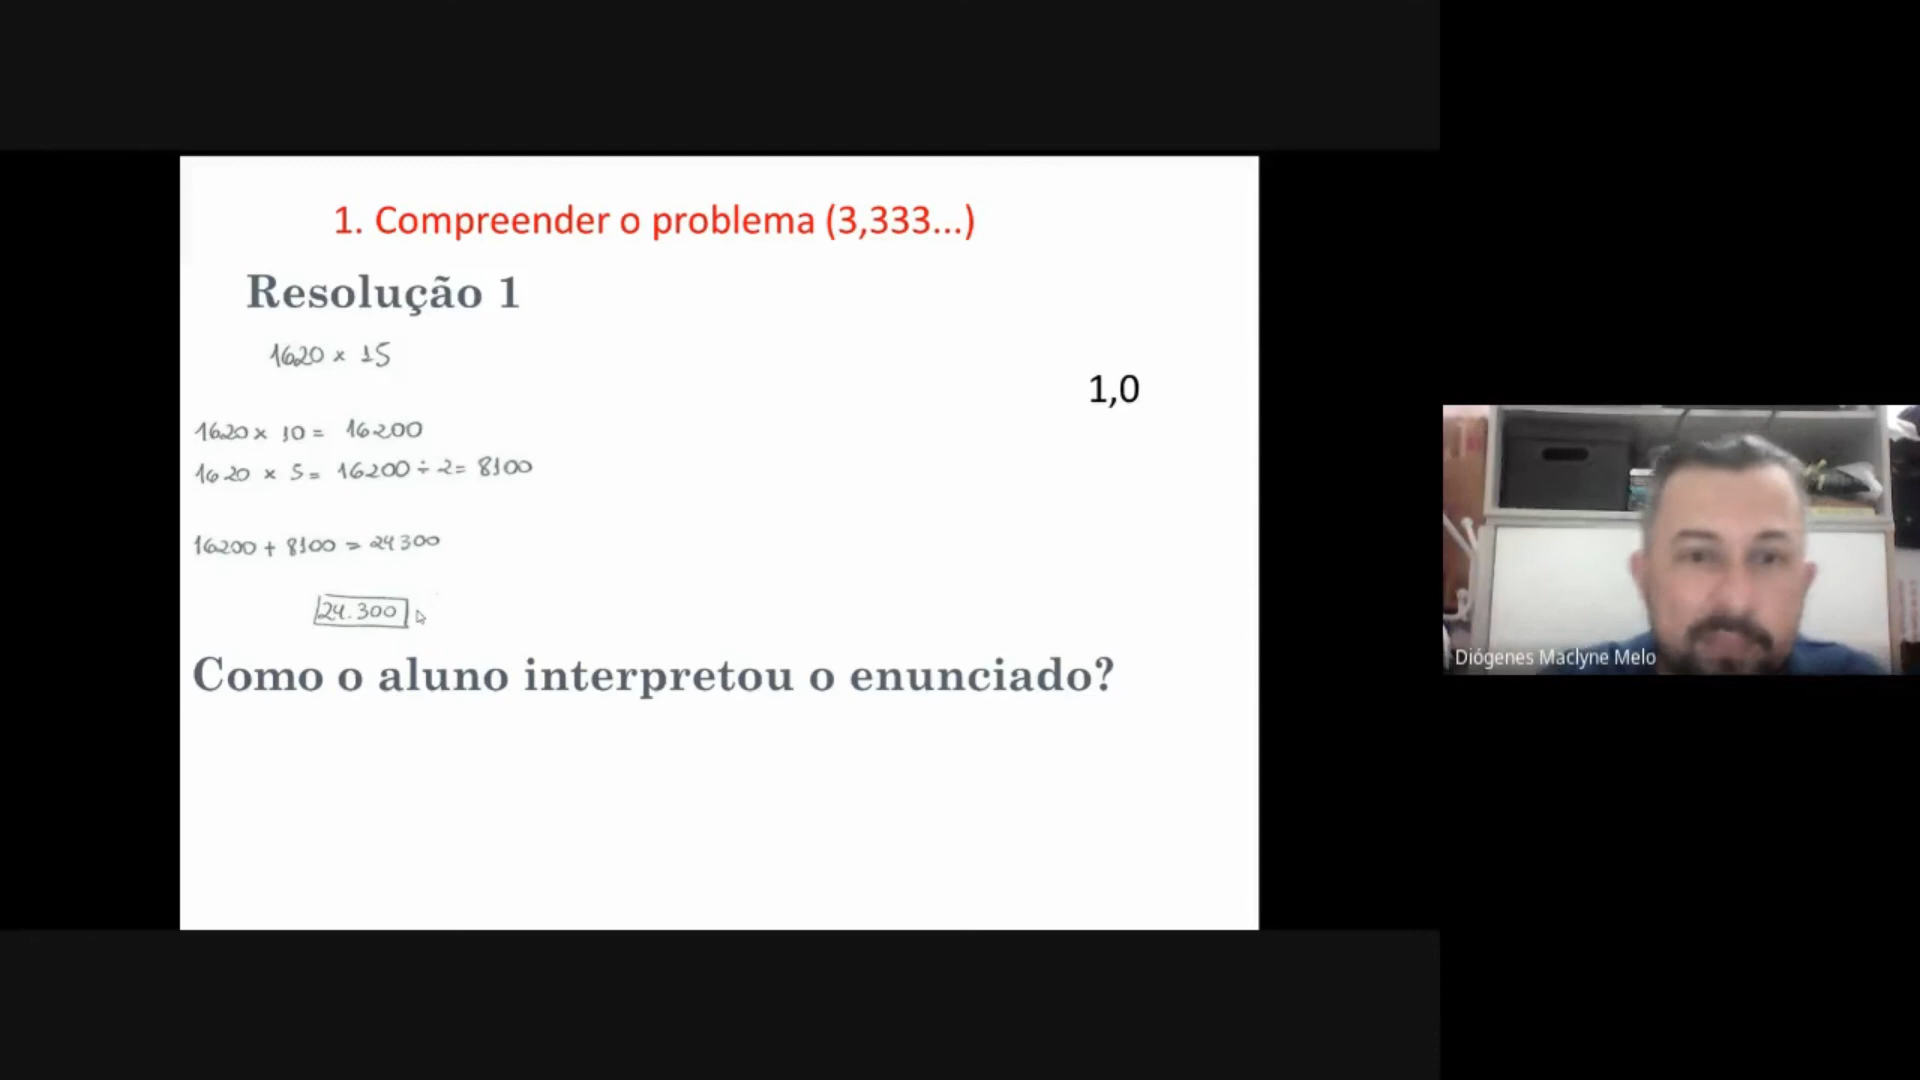 1. Compreender o problema (3,333...)
Resolução 1
1620 x 15
1,0
1620 x 10 = 16200
1620 x 5 = 16200 ÷ 2 = 8100
16200 + 8100 = 24300
24.300
Como o aluno interpretou o enunciado?
Diógenes Maclyne Melo